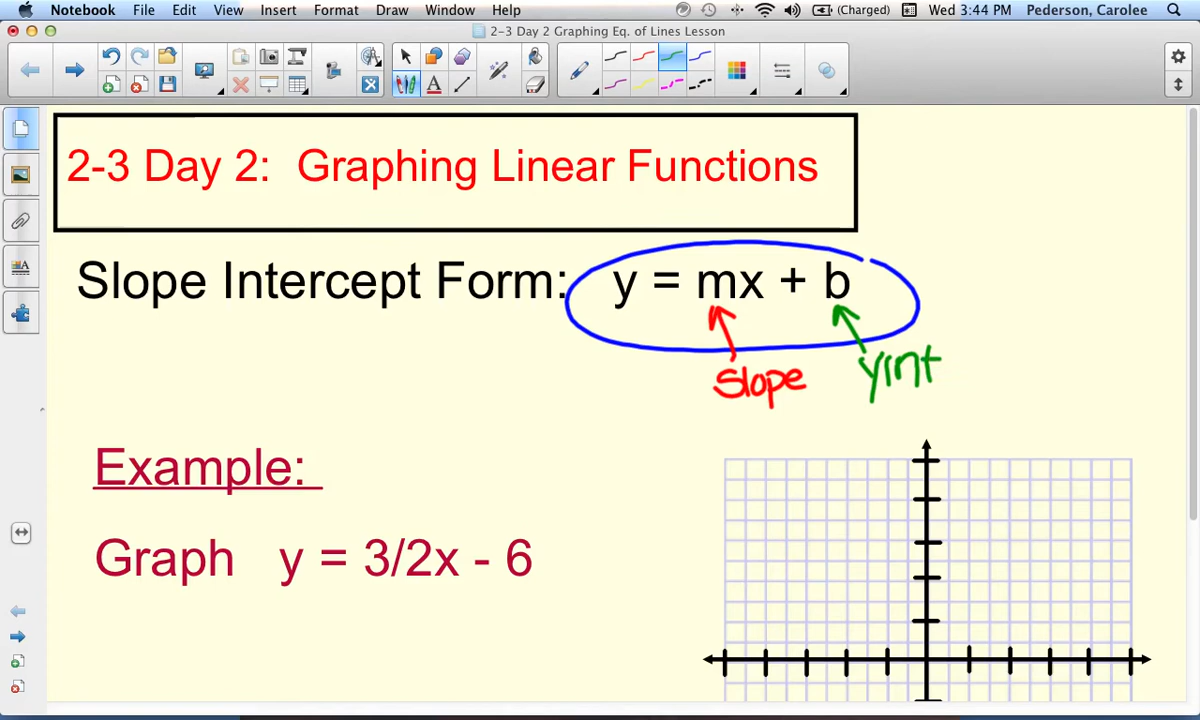 Notebook File Edit View Insert Format Draw Window Help (Charged) Wed 3:44 PM Pederson, Carolee
2-3 Day 2 Graphing Eq. of Lines Lesson
2-3 Day 2: Graphing Linear Functions
Slope Intercept Form: y = mx + b
slope yint
Example:
Graph y = 3/2x - 6